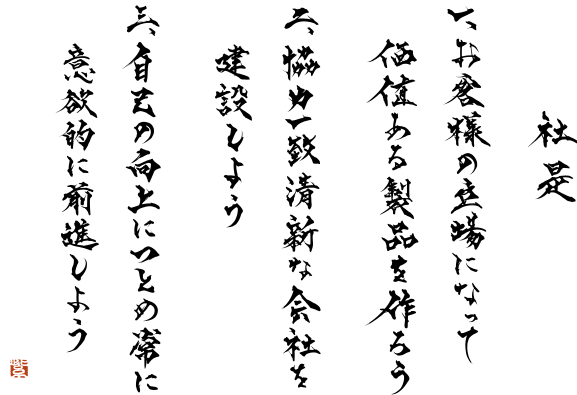 社是
一、お客様の立場になって
価値ある製品を作ろう
二、協力一致清新な会社を
建設しよう
三、自己の向上につとめ常に
意欲的に前進しよう